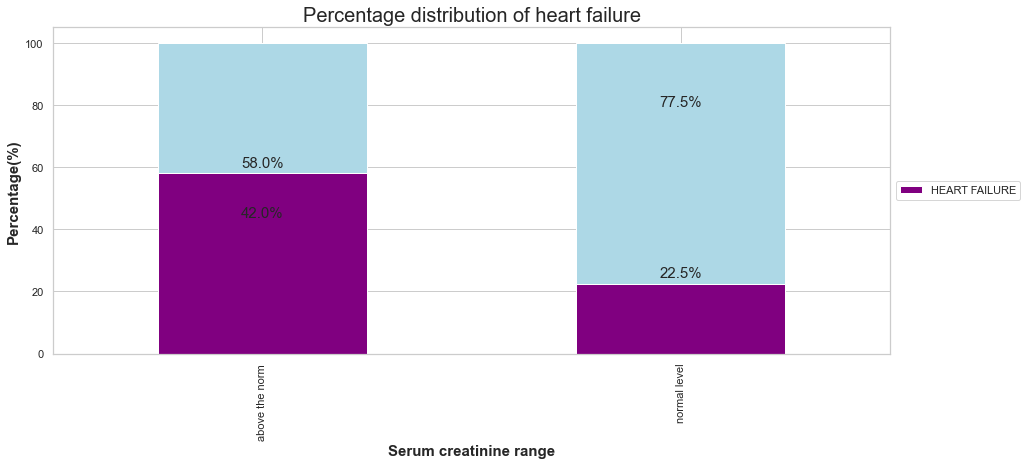 Percentage distribution of heart failure
Percentage(%)
100
80
60
40
20
0
77.5%
58.0%
42.0%
22.5%
HEART FAILURE
above the norm
normal level
Serum creatinine range